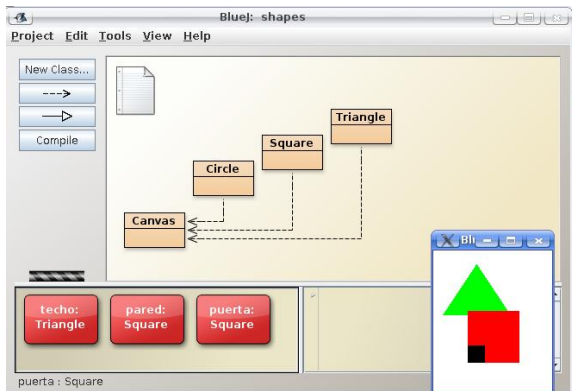 BlueJ: shapes
Project Edit Tools View Help
New Class...
Compile
Triangle
Square
Circle
Canvas
techo:
Triangle
pared:
Square
puerta:
Square
puerta : Square